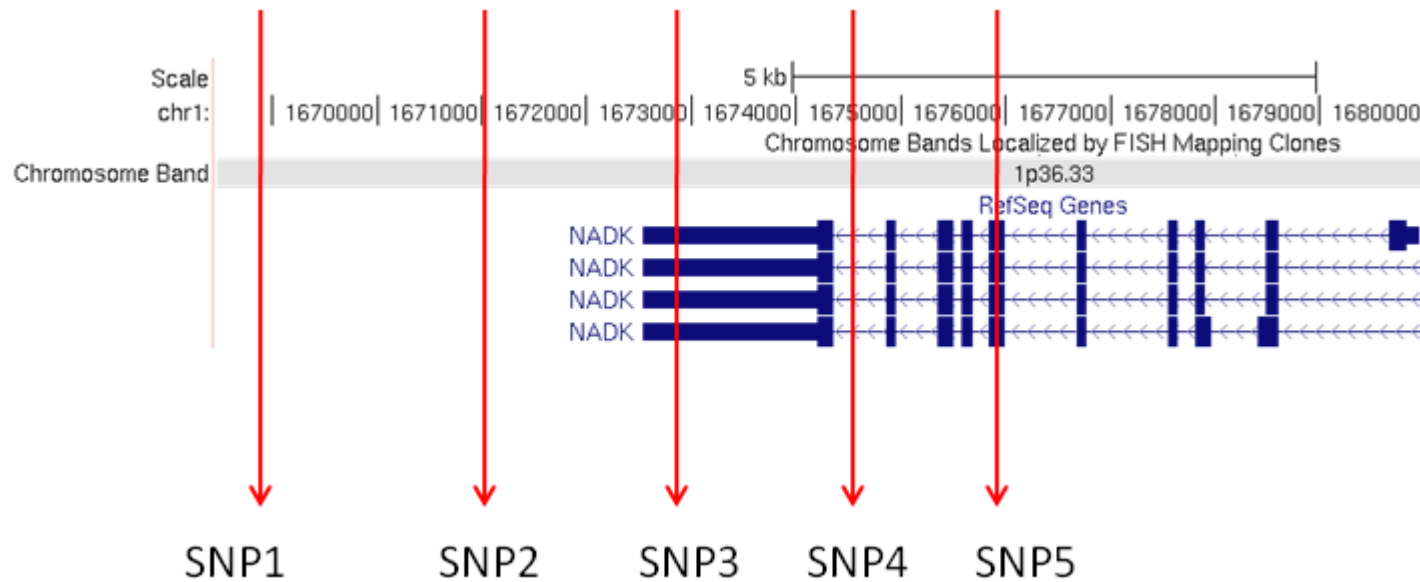 Scale 5 kb
chr1: | 1670000| 1671000| 1672000| 1673000| 1674000| 1675000| 1676000| 1677000| 1678000| 1679000| 1680000
Chromosome Bands Localized by FISH Mapping Clones
Chromosome Band 1p36.33
RefSeq Genes
NADK
NADK
NADK
NADK
SNP1 SNP2 SNP3 SNP4 SNP5